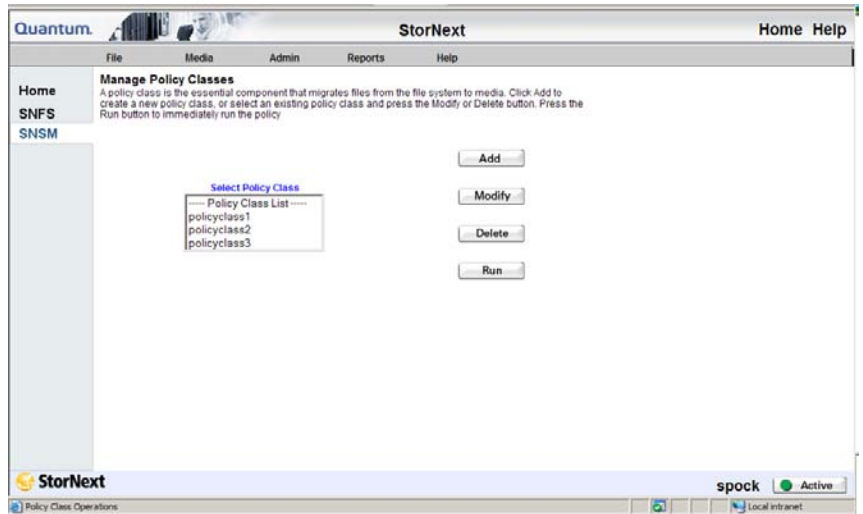 Quantum.
StorNext
Home Help
File Media Admin Reports Help
Home
SNFS
SNSM
Manage Policy Classes
A policy class is the essential component that migrates files from the file system to media. Click Add to
create a new policy class, or select an existing policy class and press the Modify or Delete button. Press the
Run button to immediately run the policy
Select Policy Class
----- Policy Class List -----
policyclass1
policyclass2
policyclass3
Add
Modify
Delete
Run
StorNext
spock Active
Policy Class Operations
Local intranet